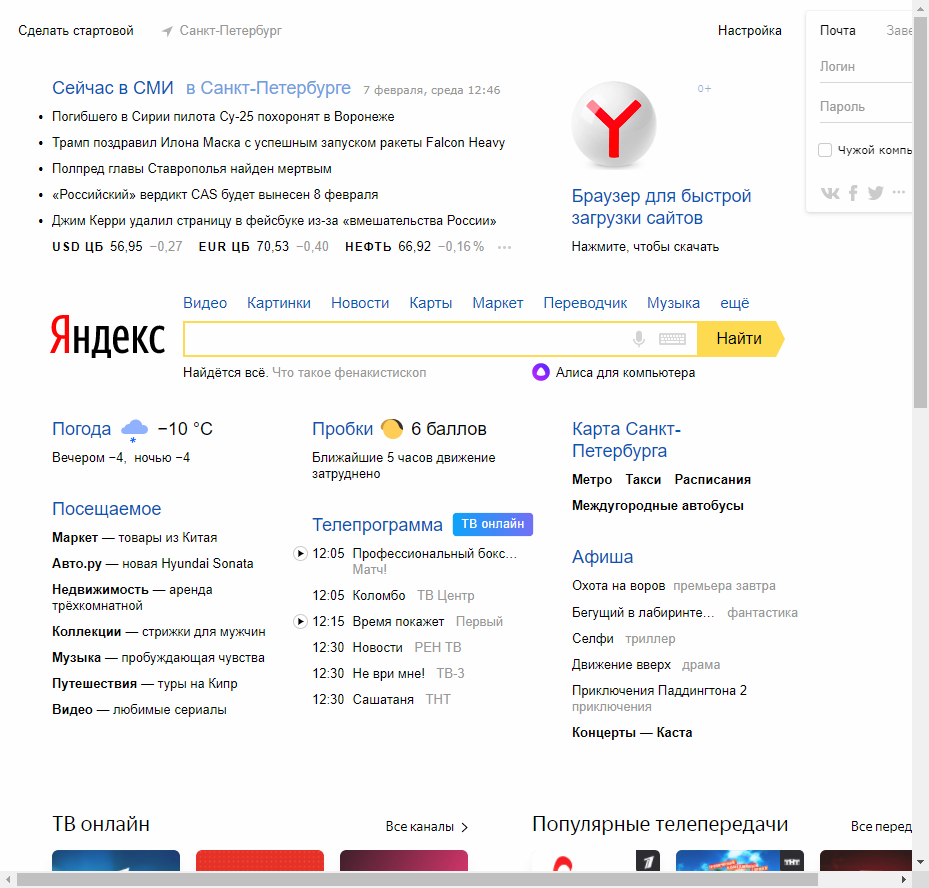 Сделать стартовой
Санкт-Петербург
Настройка
Почта
Заве
Логин
Пароль
Чужой компь
Сейчас в СМИ в Санкт-Петербурге 7 февраля, среда 12:46
Погибшего в Сирии пилота Су-25 похоронят в Воронеже
Трамп поздравил Илона Маска с успешным запуском ракеты Falcon Heavy
Полпред главы Ставрополья найден мертвым
«Российский» вердикт CAS будет вынесен 8 февраля
Джим Керри удалил страницу в фейсбуке из-за «вмешательства России»
USD ЦБ 56,95 −0,27 EUR ЦБ 70,53 −0,40 НЕФТЬ 66,92 −0,16 % ···
0+
Браузер для быстрой
загрузки сайтов
Нажмите, чтобы скачать
Видео Картинки Новости Карты Маркет Переводчик Музыка ещё
Яндекс
Найти
Найдётся всё. Что такое фенакистископ
Алиса для компьютера
Погода −10 °C
Вечером −4, ночью −4
Посещаемое
Маркет — товары из Китая
Авто.ру — новая Hyundai Sonata
Недвижимость — аренда
трёхкомнатной
Коллекции — стрижки для мужчин
Музыка — пробуждающая чувства
Путешествия — туры на Кипр
Видео — любимые сериалы
Пробки 6 баллов
Ближайшие 5 часов движение
затруднено
Телепрограмма ТВ онлайн
12:05 Профессиональный бокс…
Матч!
12:05 Коломбо ТВ Центр
12:15 Время покажет Первый
12:30 Новости РЕН ТВ
12:30 Не ври мне! ТВ-3
12:30 Сашатаня ТНТ
Карта Санкт-
Петербурга
Метро Такси Расписания
Междугородные автобусы
Афиша
Охота на воров премьера завтра
Бегущий в лабиринте… фантастика
Селфи триллер
Движение вверх драма
Приключения Паддингтона 2
приключения
Концерты — Каста
ТВ онлайн
Все каналы
Популярные телепередачи
Все перед
1
ТНТ